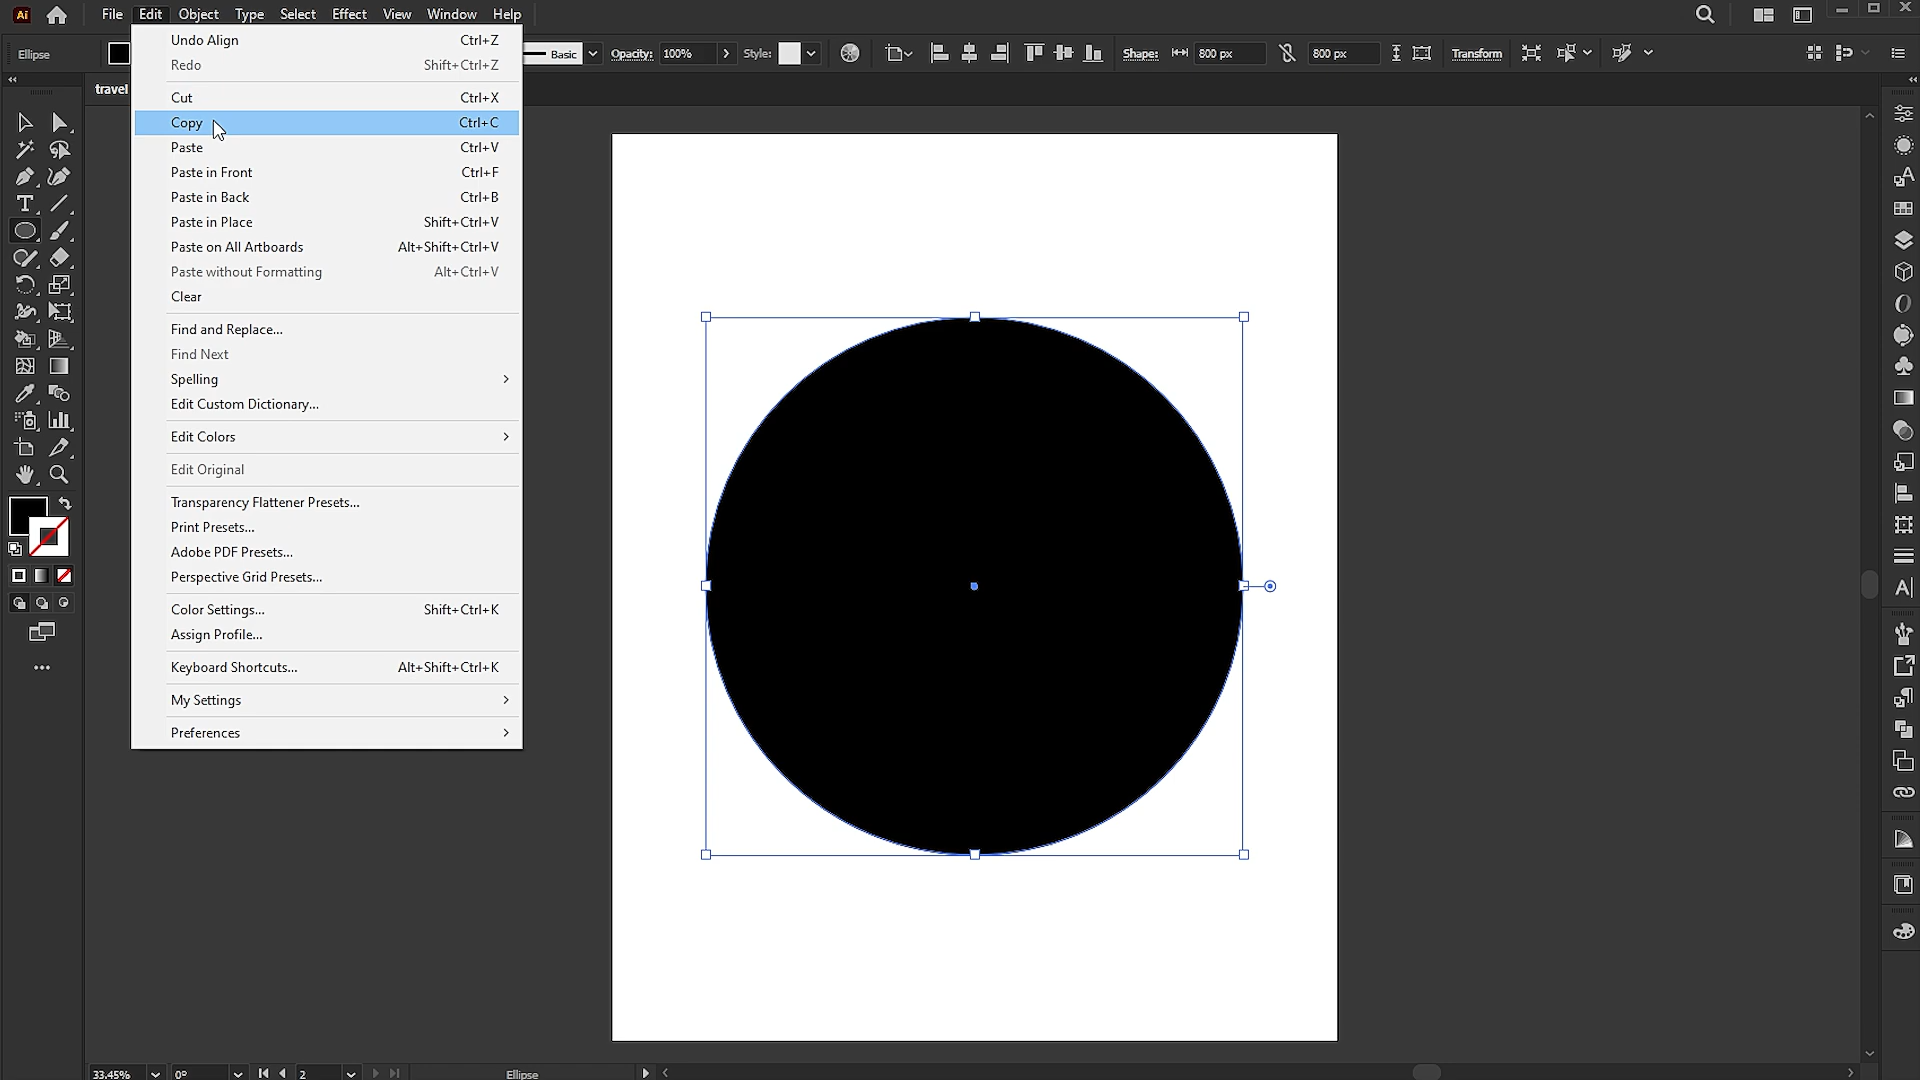 Ai File Edit Object Type Select Effect View Window Help
Ellipse Basic Opacity: 100% Style: Shape: 800 px 800 px Transform
travel
Undo Align Ctrl+Z
Redo Shift+Ctrl+Z
Cut Ctrl+X
Copy Ctrl+C
Paste Ctrl+V
Paste in Front Ctrl+F
Paste in Back Ctrl+B
Paste in Place Shift+Ctrl+V
Paste on All Artboards Alt+Shift+Ctrl+V
Paste without Formatting Alt+Ctrl+V
Clear
Find and Replace...
Find Next
Spelling
Edit Custom Dictionary...
Edit Colors
Edit Original
Transparency Flattener Presets...
Print Presets...
Adobe PDF Presets...
Perspective Grid Presets...
Color Settings... Shift+Ctrl+K
Assign Profile...
Keyboard Shortcuts... Alt+Shift+Ctrl+K
My Settings
Preferences
33.45% 0° 2 Ellipse